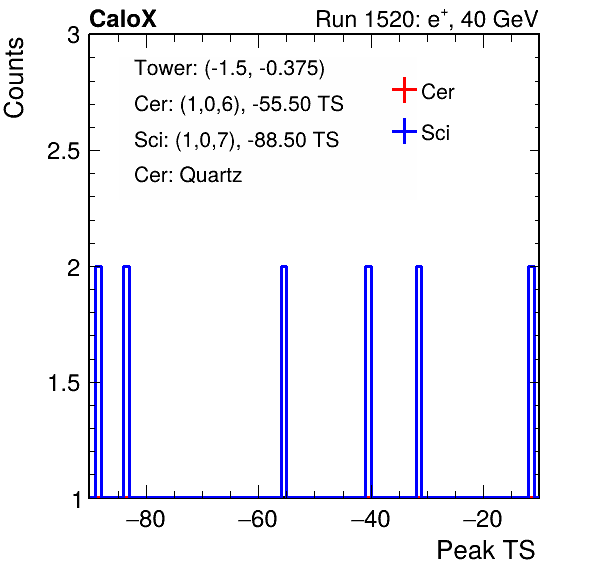 CaloX Run 1520: e⁺, 40 GeV
Counts
Tower: (-1.5, -0.375)
Cer: (1,0,6), -55.50 TS
Sci: (1,0,7), -88.50 TS
Cer: Quartz
Cer
Sci
3
2.5
2
1.5
1
−80 −60 −40 −20
Peak TS